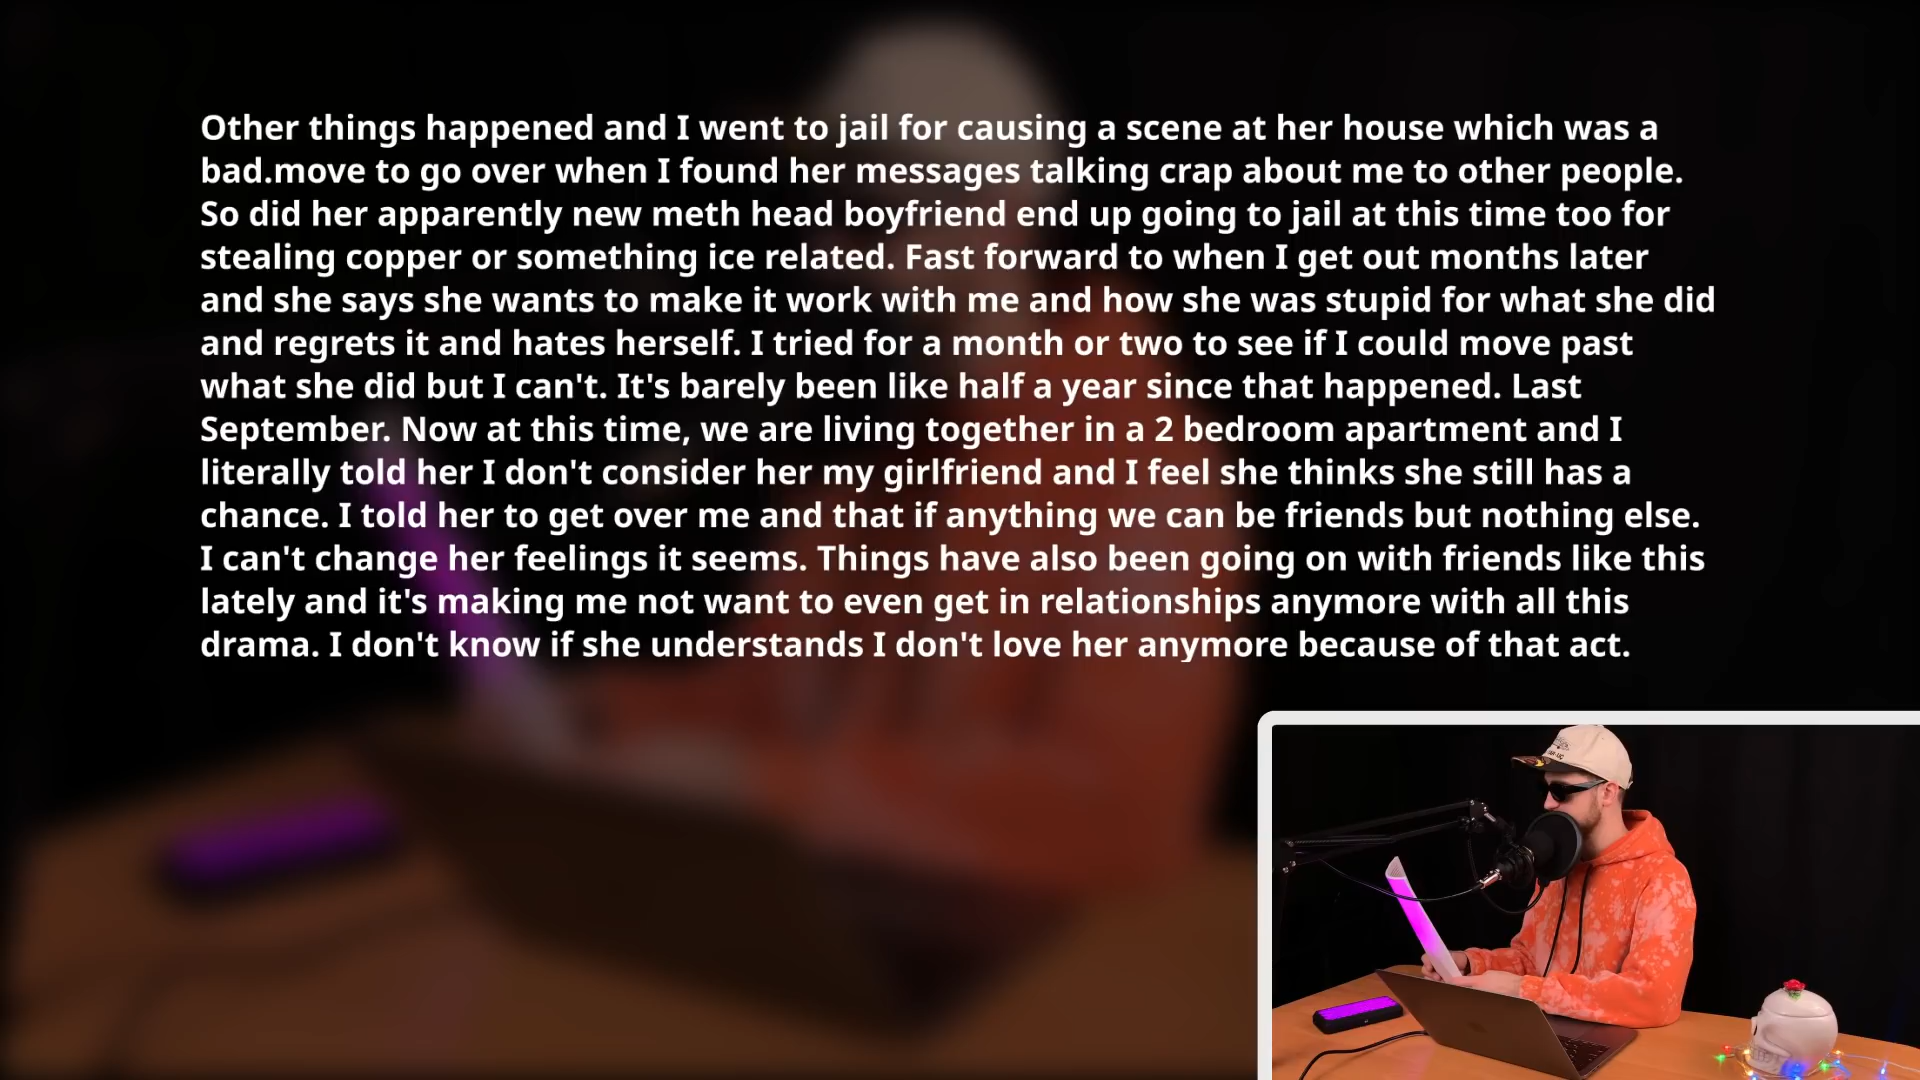 Other things happened and I went to jail for causing a scene at her house which was a
bad.move to go over when I found her messages talking crap about me to other people.
So did her apparently new meth head boyfriend end up going to jail at this time too for
stealing copper or something ice related. Fast forward to when I get out months later
and she says she wants to make it work with me and how she was stupid for what she did
and regrets it and hates herself. I tried for a month or two to see if I could move past
what she did but I can't. It's barely been like half a year since that happened. Last
September. Now at this time, we are living together in a 2 bedroom apartment and I
literally told her I don't consider her my girlfriend and I feel she thinks she still has a
chance. I told her to get over me and that if anything we can be friends but nothing else.
I can't change her feelings it seems. Things have also been going on with friends like this
lately and it's making me not want to even get in relationships anymore with all this
drama. I don't know if she understands I don't love her anymore because of that act.